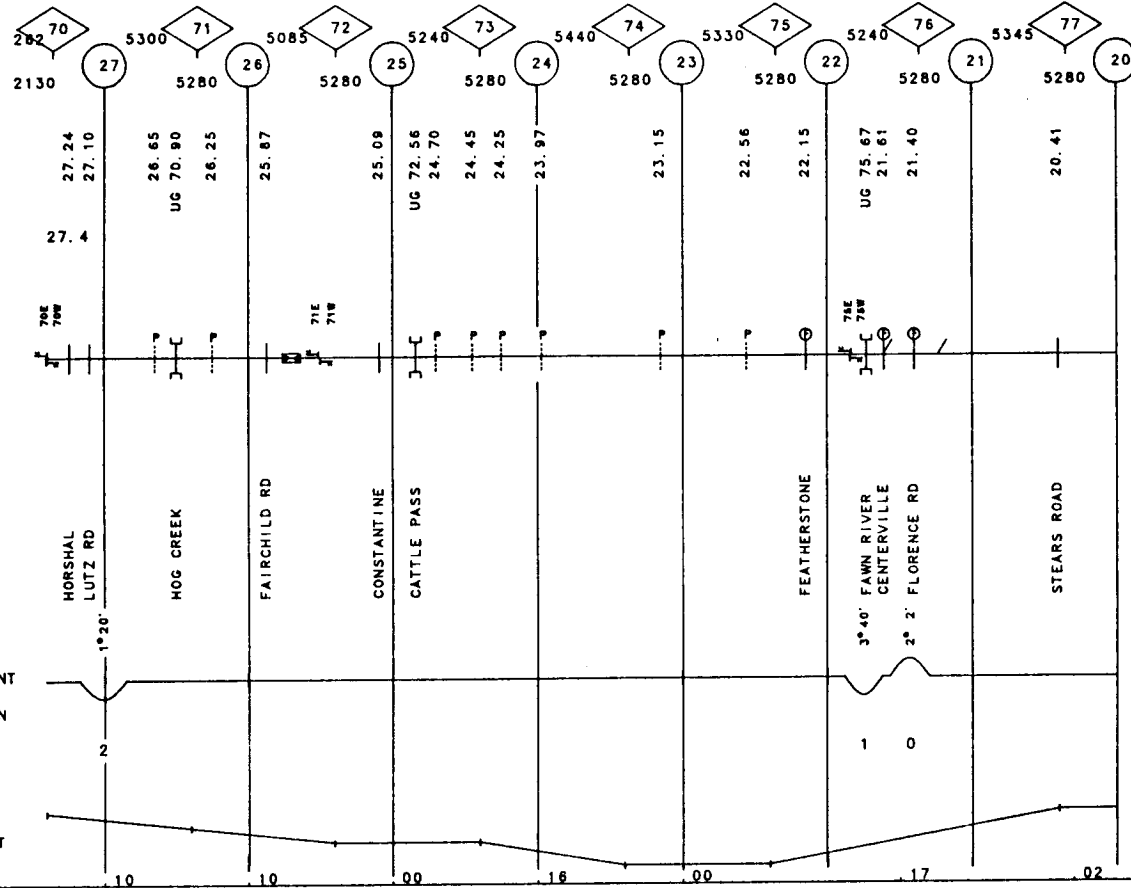 70 71 72 73 74 75 76 77
262 5300 5085 5240 5440 5330 5240 5345
27 26 25 24 23 22 21 20
2130 5280 5280 5280 5280 5280 5280 5280
27.24
27.10
26.65
UG 70.90
26.25
25.87
25.09
UG 72.56
24.70
24.45
24.25
23.97
23.15
22.56
22.15
UG 75.67
21.61
21.40
20.41
27.4
70E
70W
71E
71W
75E
75W
P P P P P P P P
HORSHAL
LUTZ RD
HOG CREEK
FAIRCHILD RD
CONSTANTINE
CATTLE PASS
FEATHERSTONE
FAWN RIVER
CENTERVILLE
FLORENCE RD
STEARS ROAD
1°20' 3°40' 2° 2'
NT
N
2 1 0
T
10 10 00 16 00 17 02